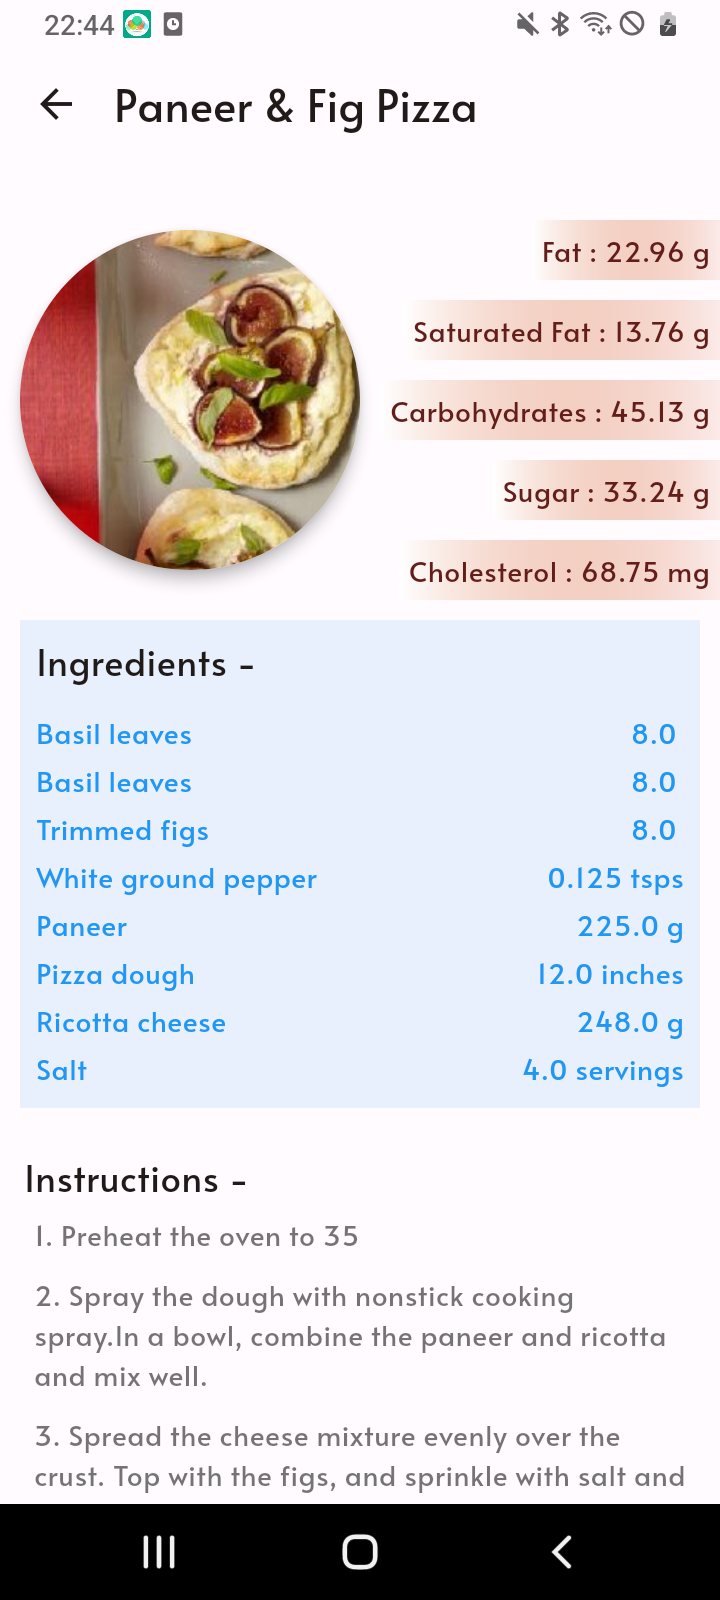 22:44
Paneer & Fig Pizza
Fat : 22.96 g
Saturated Fat : 13.76 g
Carbohydrates : 45.13 g
Sugar : 33.24 g
Cholesterol : 68.75 mg
Ingredients -
Basil leaves 8.0
Basil leaves 8.0
Trimmed figs 8.0
White ground pepper 0.125 tsps
Paneer 225.0 g
Pizza dough 12.0 inches
Ricotta cheese 248.0 g
Salt 4.0 servings
Instructions -
1. Preheat the oven to 35
2. Spray the dough with nonstick cooking
spray.In a bowl, combine the paneer and ricotta
and mix well.
3. Spread the cheese mixture evenly over the
crust. Top with the figs, and sprinkle with salt and